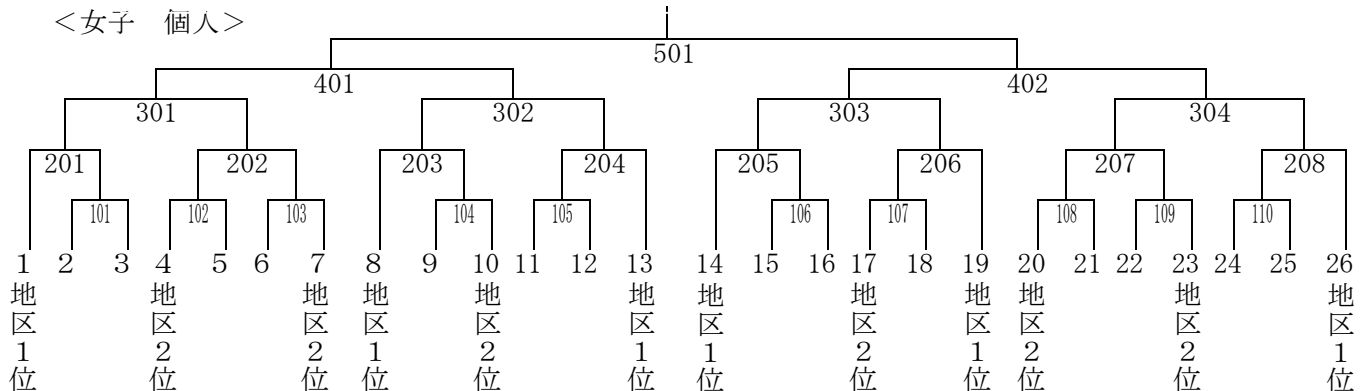 ＜女子　個人＞
501
401 402
301 302 303 304
201 202 203 204 205 206 207 208
101 102 103 104 105 106 107 108 109 110
1 2 3 4 5 6 7 8 9 10 11 12 13 14 15 16 17 18 19 20 21 22 23 24 25 26
地区1位 地区2位 地区2位 地区1位 地区2位 地区1位 地区1位 地区2位 地区1位 地区2位 地区2位 地区1位